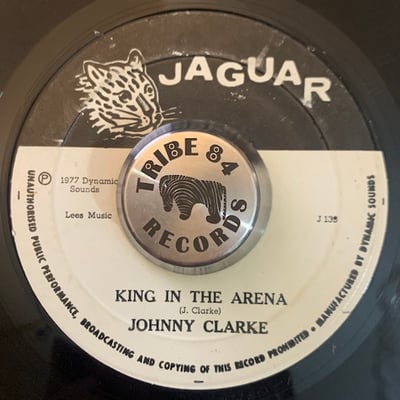 JAGUAR
TRIBE 84
RECORDS
℗ 1977 Dynamic
Sounds
Lees Music
J 138
KING IN THE ARENA
(J. Clarke)
JOHNNY CLARKE
UNAUTHORISED PUBLIC PERFORMANCE, BROADCASTING AND COPYING OF THIS RECORD PROHIBITED • MANUFACTURED BY DYNAMIC SOUNDS